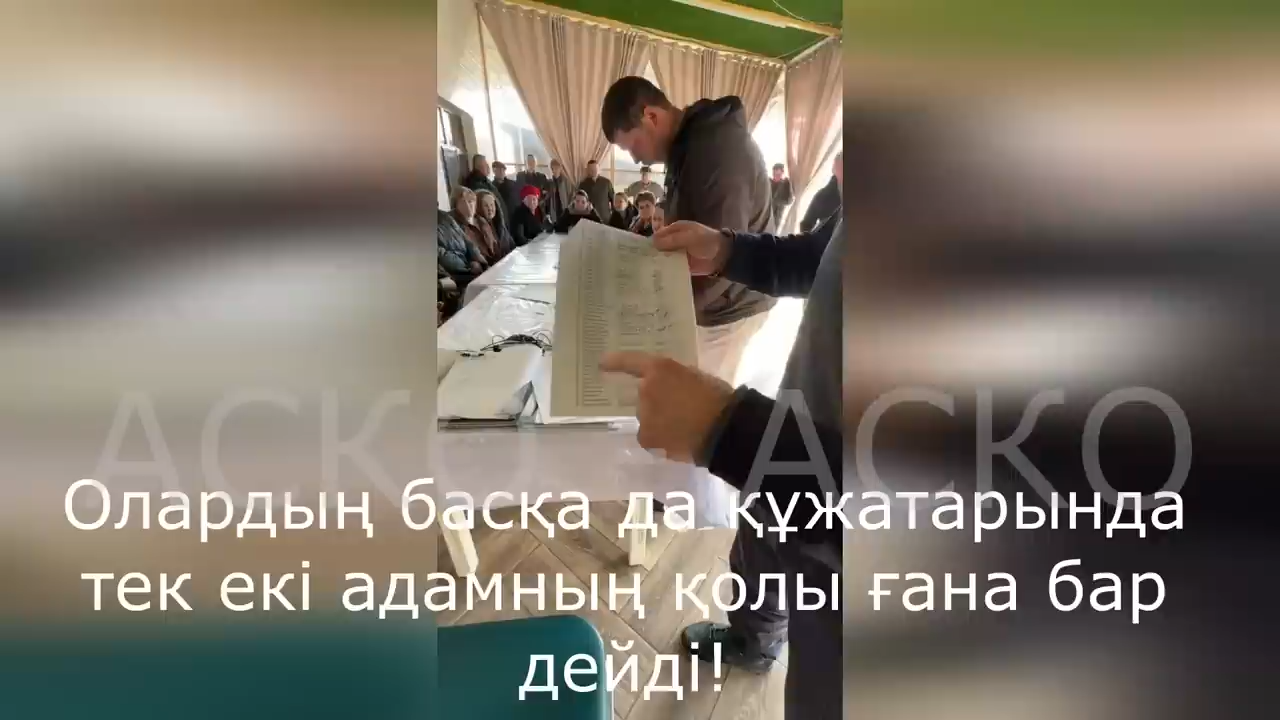 АСКО АСКО
Олардың басқа да құжатарында
тек екі адамның қолы ғана бар
дейді!